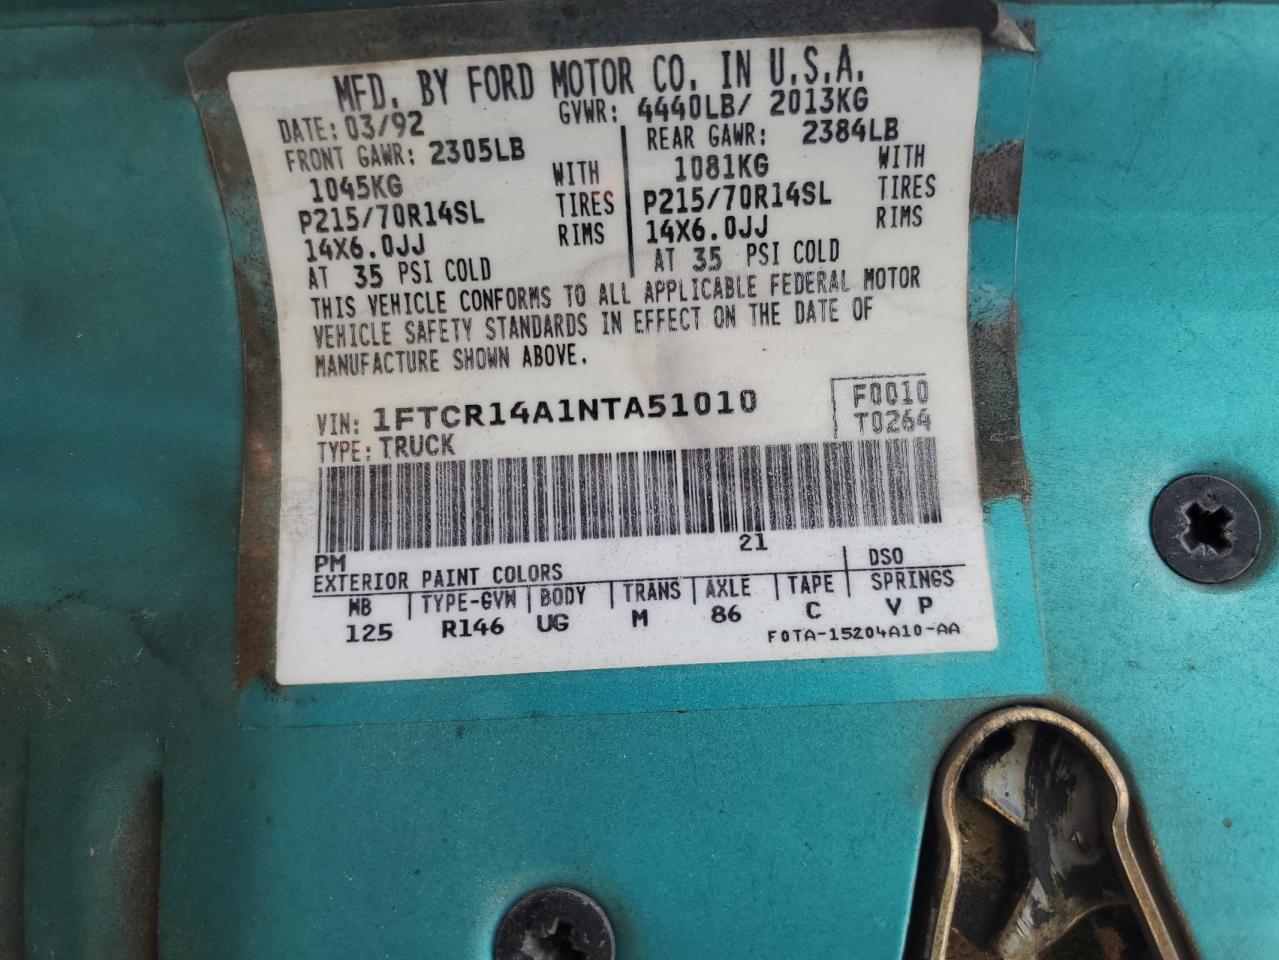 MFD. BY FORD MOTOR CO. IN U.S.A.
DATE: 03/92 GVWR: 4440LB/ 2013KG
FRONT GAWR: 2305LB REAR GAWR: 2384LB
1045KG WITH 1081KG WITH
P215/70R14SL TIRES P215/70R14SL TIRES
14X6.0JJ RIMS 14X6.0JJ RIMS
AT 35 PSI COLD AT 35 PSI COLD
THIS VEHICLE CONFORMS TO ALL APPLICABLE FEDERAL MOTOR
VEHICLE SAFETY STANDARDS IN EFFECT ON THE DATE OF
MANUFACTURE SHOWN ABOVE.
VIN: 1FTCR14A1NTA51010 F0010
TYPE: TRUCK T0264
PM 21
EXTERIOR PAINT COLORS DSO
WB TYPE-GVW BODY TRANS AXLE TAPE SPRINGS
125 R146 UG M 86 C V P
F0TA-15204A10-AA